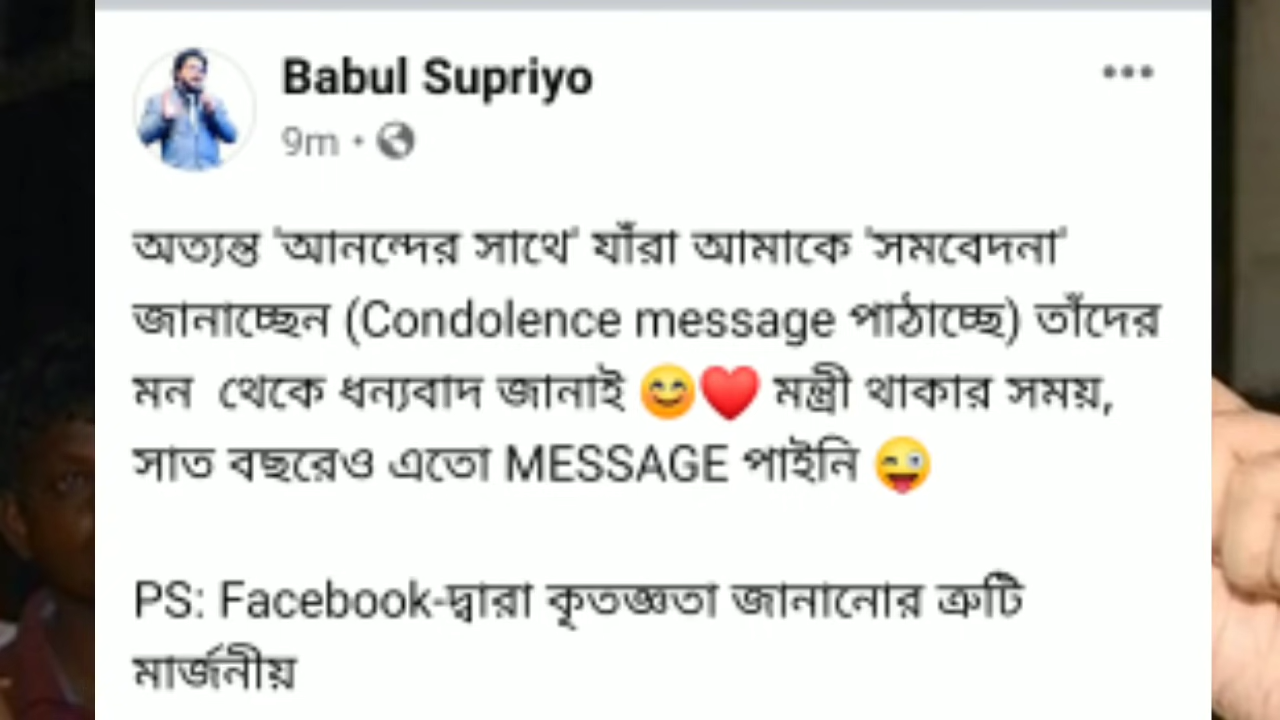 Babul Supriyo
9m ·
অত্যন্ত 'আনন্দের সাথে' যাঁরা আমাকে 'সমবেদনা'
জানাচ্ছেন (Condolence message পাঠাচ্ছে) তাঁদের
মন থেকে ধন্যবাদ জানাই 😊❤️ মন্ত্রী থাকার সময়,
সাত বছরেও এতো MESSAGE পাইনি 😜
PS: Facebook-দ্বারা কৃতজ্ঞতা জানানোর ত্রুটি
মার্জনীয়